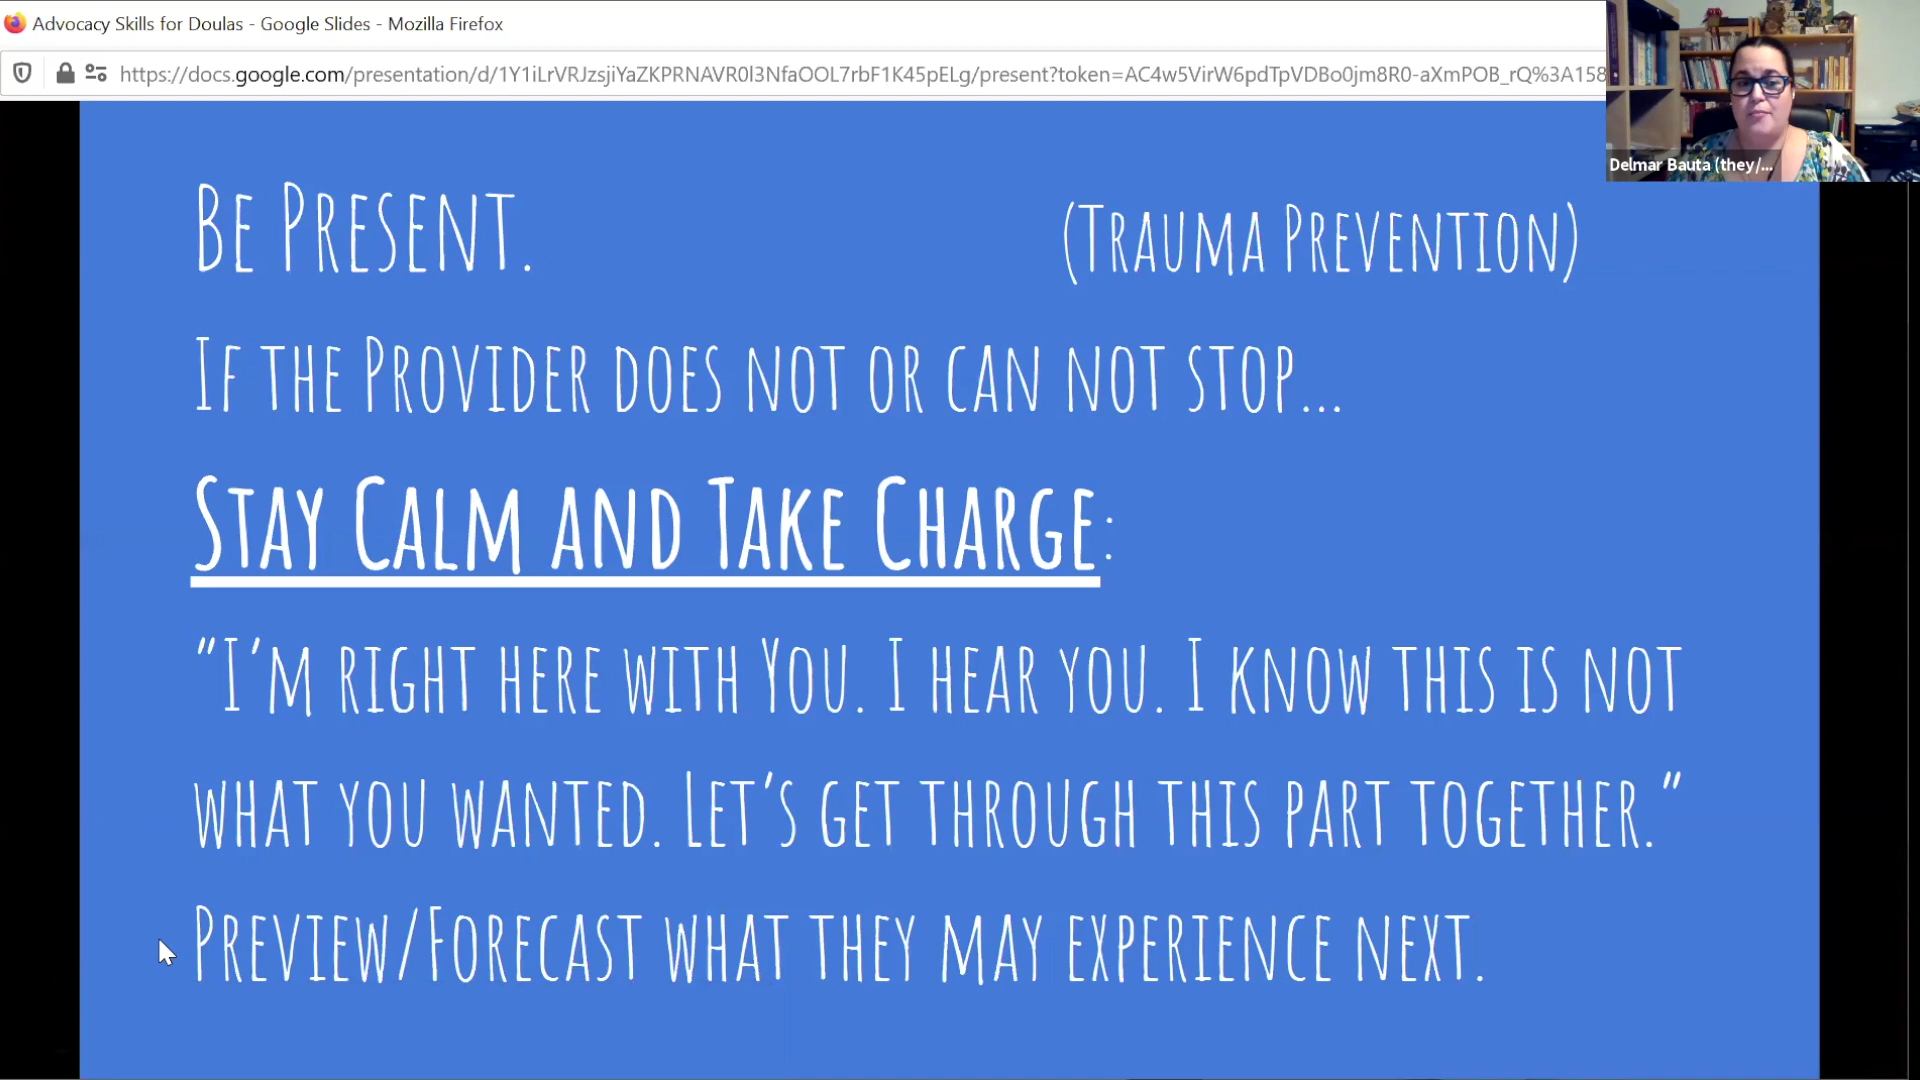 Advocacy Skills for Doulas - Google Slides - Mozilla Firefox
https://docs.google.com/presentation/d/1Y1iLrVRJzsjiYaZKPRNAVR0l3NfaOOL7rbF1K45pELg/present?token=AC4w5VirW6pdTpVDBo0jm8R0-aXmPOB_rQ%3A158
Delmar Bauta (they/...
Be Present. (Trauma Prevention)
If the Provider does not or can not stop...
Stay Calm and Take Charge:
"I'm right here with You. I hear you. I know this is not
what you wanted. Let's get through this part together."
Preview/Forecast what they may experience next.